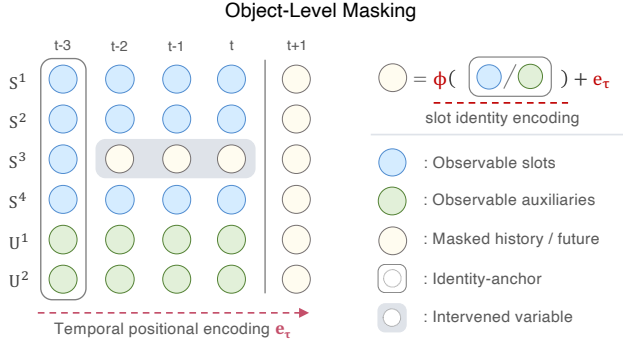 Object-Level Masking
t-3 t-2 t-1 t t+1
S¹
S²
S³
S⁴
U¹
U²
Temporal positional encoding e_τ
= ϕ( / ) + e_τ
slot identity encoding
: Observable slots
: Observable auxiliaries
: Masked history / future
: Identity-anchor
: Intervened variable